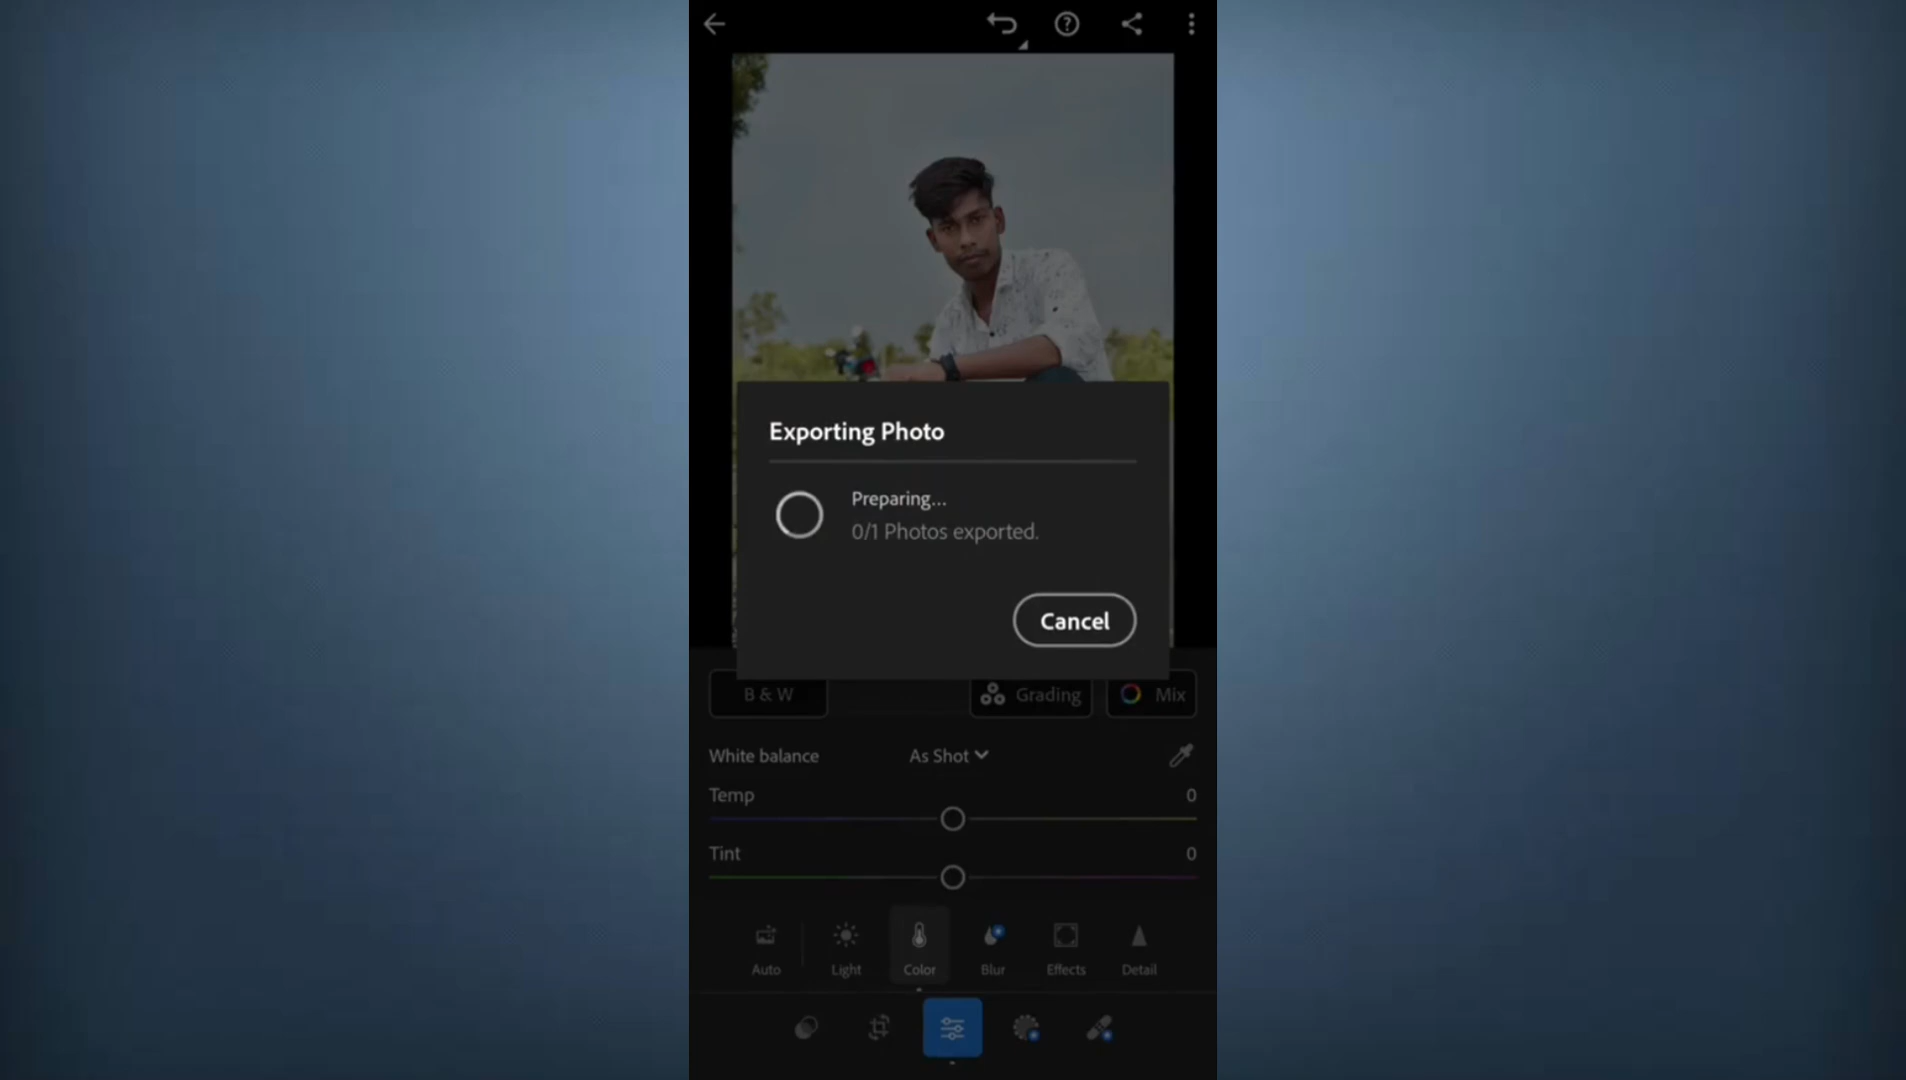 Exporting Photo
Preparing...
0/1 Photos exported.
Cancel
B & W
Grading
Mix
White balance
As Shot
Temp
0
Tint
0
Auto
Light
Color
Blur
Effects
Detail